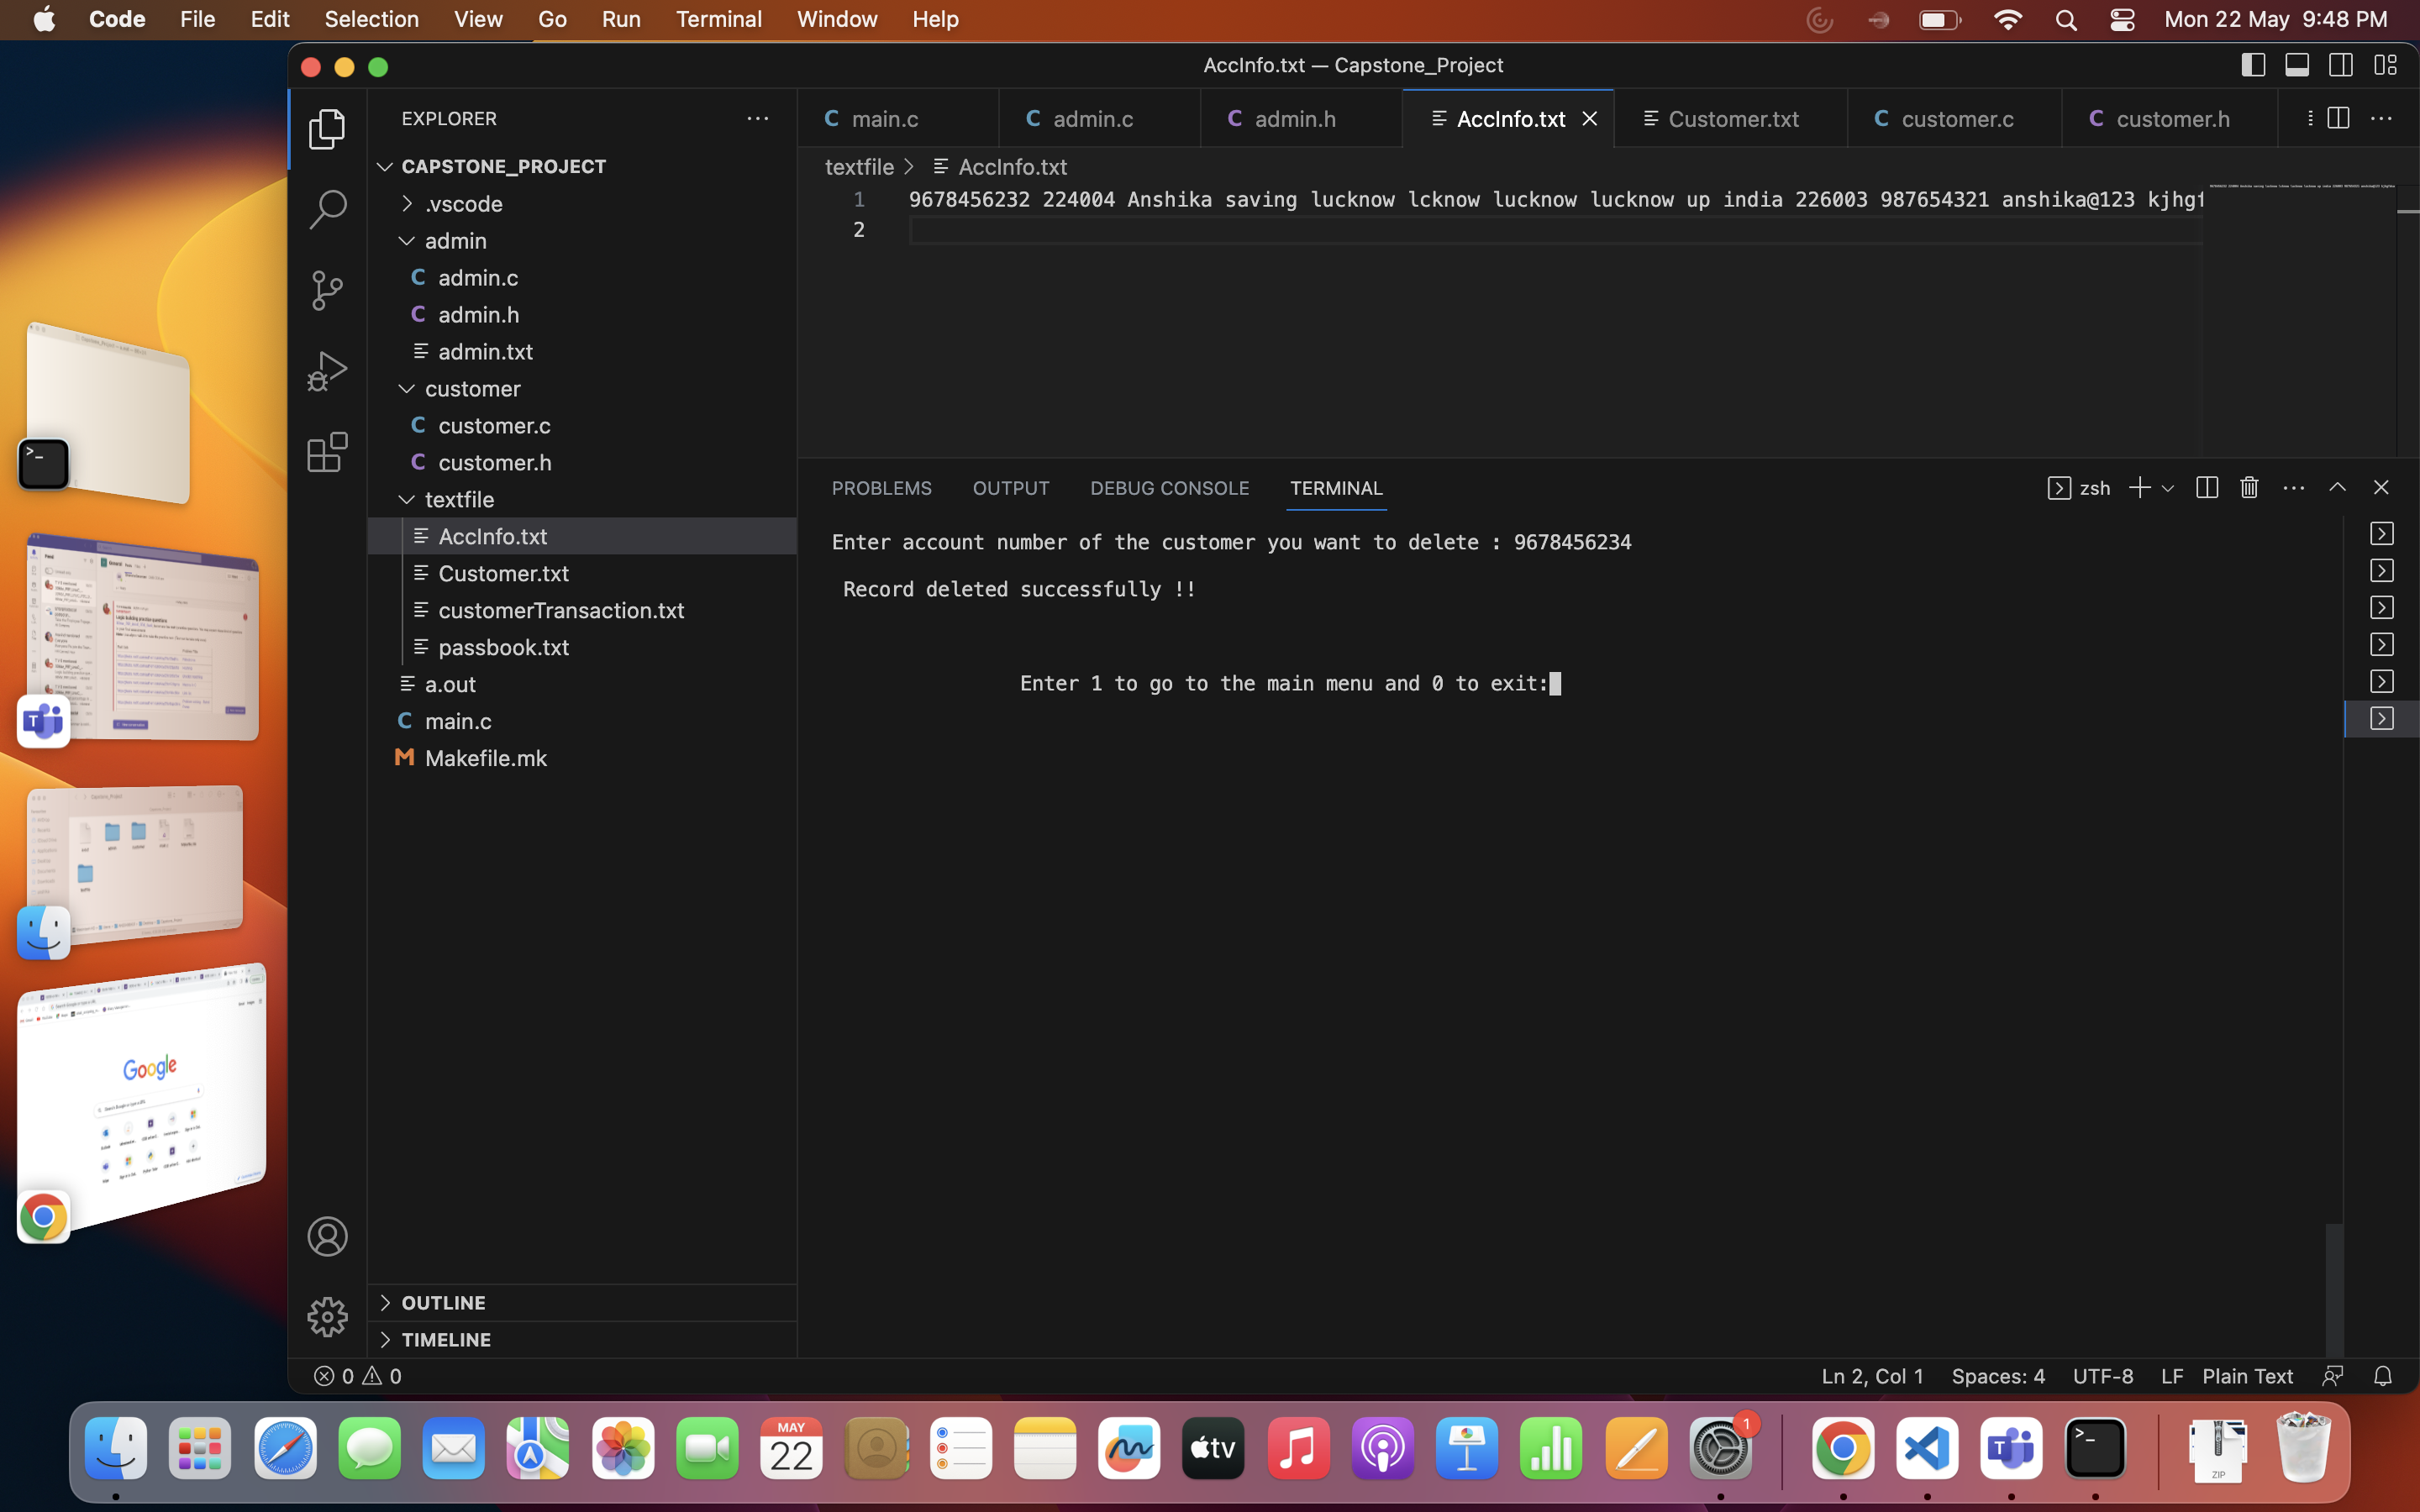 Code File Edit Selection View Go Run Terminal Window Help Mon 22 May 9:48 PM
AccInfo.txt — Capstone_Project
EXPLORER
CAPSTONE_PROJECT
.vscode
admin
C admin.c
C admin.h
admin.txt
customer
C customer.c
C customer.h
textfile
AccInfo.txt
Customer.txt
customerTransaction.txt
passbook.txt
a.out
C main.c
M Makefile.mk
OUTLINE
TIMELINE
C main.c C admin.c C admin.h AccInfo.txt Customer.txt C customer.c C customer.h
textfile > AccInfo.txt
1 9678456232 224004 Anshika saving lucknow lcknow lucknow lucknow up india 226003 987654321 anshika@123 kjhgf
2
PROBLEMS OUTPUT DEBUG CONSOLE TERMINAL zsh
Enter account number of the customer you want to delete : 9678456234
Record deleted successfully !!
Enter 1 to go to the main menu and 0 to exit:
0 0 Ln 2, Col 1 Spaces: 4 UTF-8 LF Plain Text
Google
MAY
22
tv
1
T
ZIP